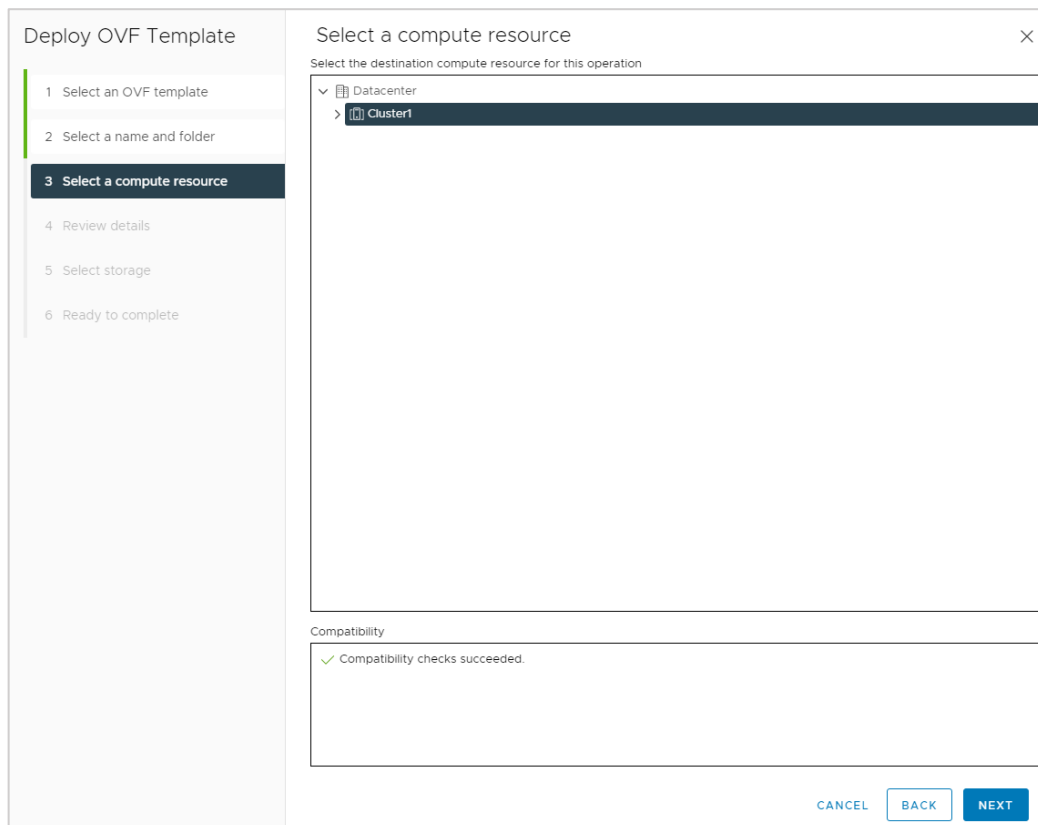 Deploy OVF Template
1 Select an OVF template
2 Select a name and folder
3 Select a compute resource
4 Review details
5 Select storage
6 Ready to complete
Select a compute resource
Select the destination compute resource for this operation
Datacenter
Cluster1
Compatibility
Compatibility checks succeeded.
CANCEL
BACK
NEXT